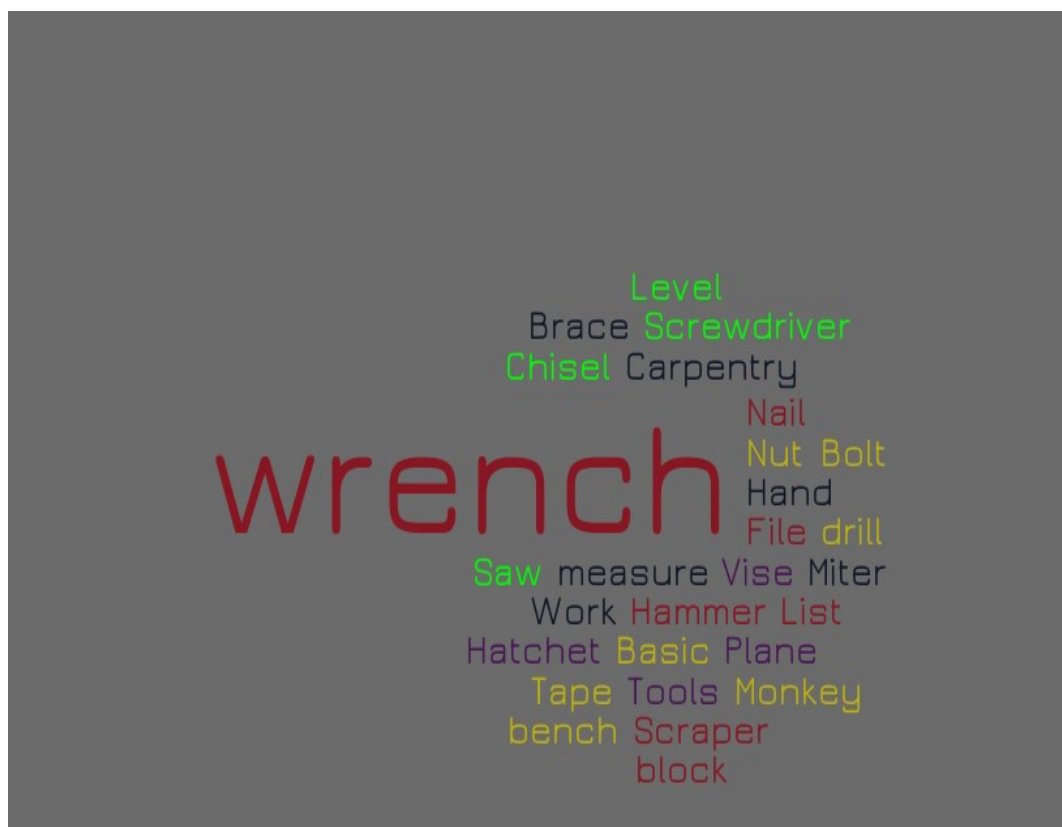 Level
Brace Screwdriver
Chisel Carpentry
Nail
wrench
Nut Bolt
Hand
File drill
Saw measure Vise Miter
Work Hammer List
Hatchet Basic Plane
Tape Tools Monkey
bench Scraper
block